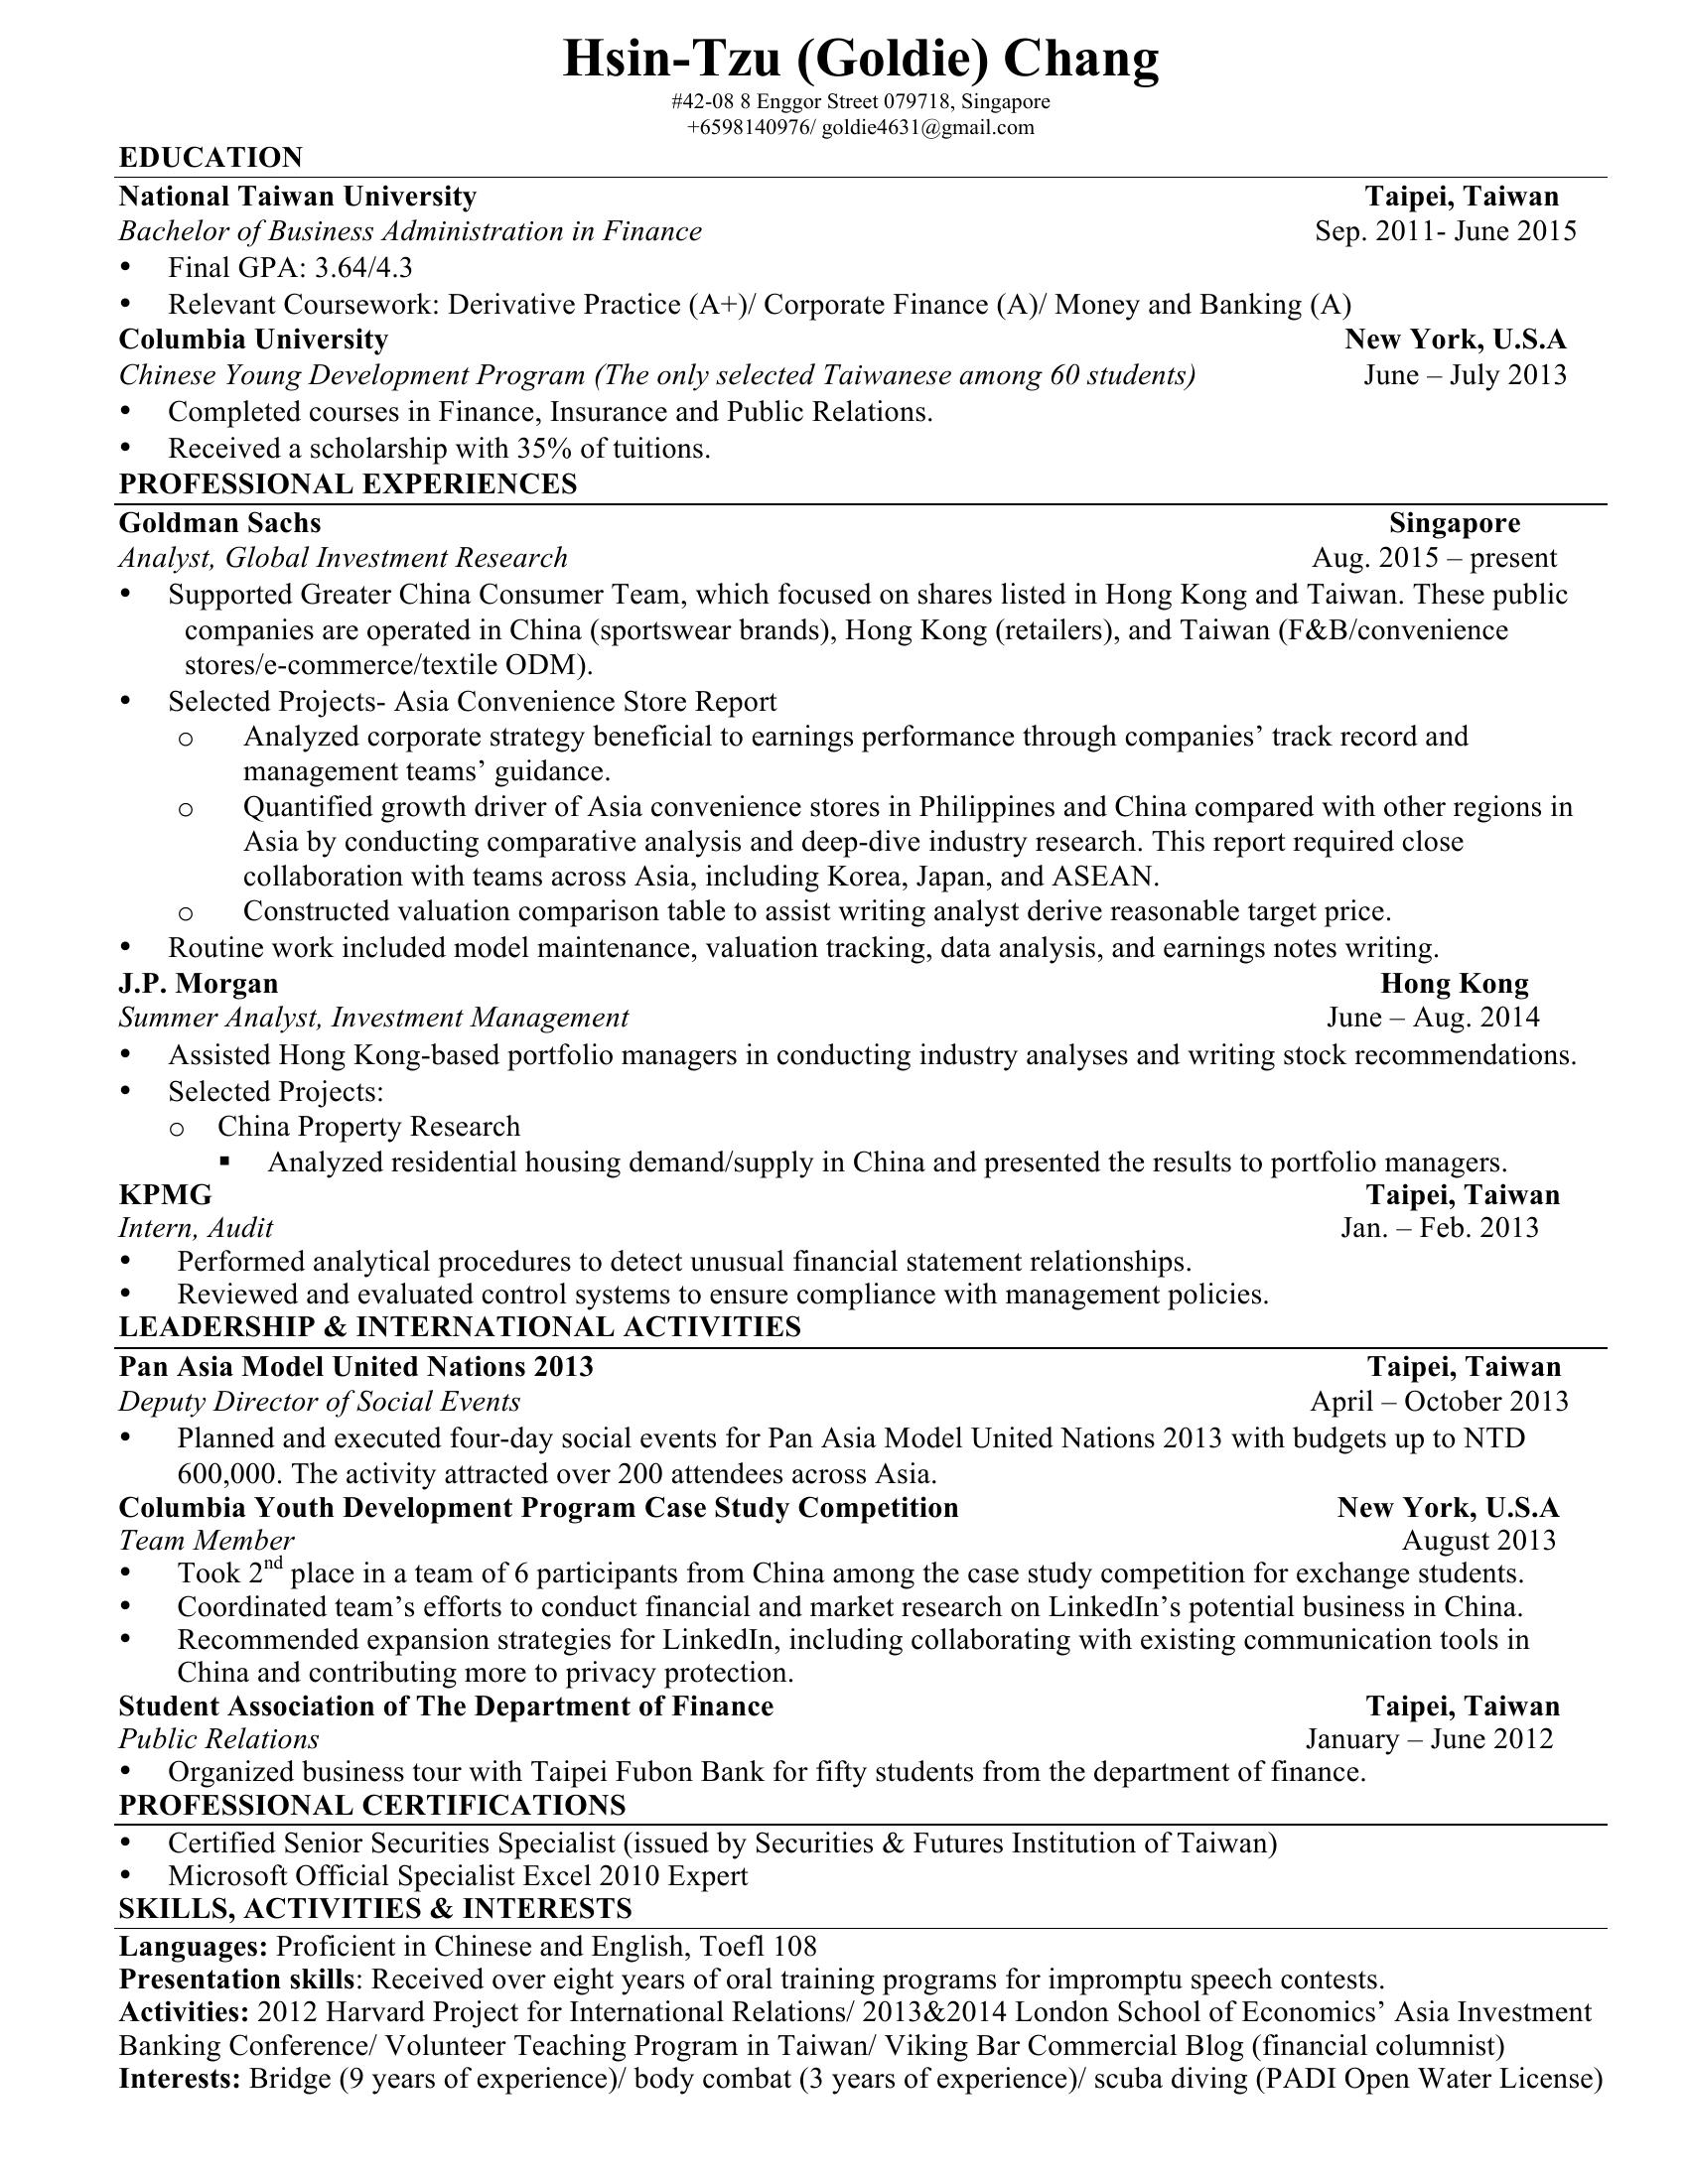 Hsin-Tzu (Goldie) Chang
#42-08 8 Enggor Street 079718, Singapore
+6598140976/ goldie4631@gmail.com
EDUCATION
National Taiwan University Taipei, Taiwan
Bachelor of Business Administration in Finance Sep. 2011- June 2015
• Final GPA: 3.64/4.3
• Relevant Coursework: Derivative Practice (A+)/ Corporate Finance (A)/ Money and Banking (A)
Columbia University New York, U.S.A
Chinese Young Development Program (The only selected Taiwanese among 60 students) June – July 2013
• Completed courses in Finance, Insurance and Public Relations.
• Received a scholarship with 35% of tuitions.
PROFESSIONAL EXPERIENCES
Goldman Sachs Singapore
Analyst, Global Investment Research Aug. 2015 – present
• Supported Greater China Consumer Team, which focused on shares listed in Hong Kong and Taiwan. These public
companies are operated in China (sportswear brands), Hong Kong (retailers), and Taiwan (F&B/convenience
stores/e-commerce/textile ODM).
• Selected Projects- Asia Convenience Store Report
o Analyzed corporate strategy beneficial to earnings performance through companies’ track record and
management teams’ guidance.
o Quantified growth driver of Asia convenience stores in Philippines and China compared with other regions in
Asia by conducting comparative analysis and deep-dive industry research. This report required close
collaboration with teams across Asia, including Korea, Japan, and ASEAN.
o Constructed valuation comparison table to assist writing analyst derive reasonable target price.
• Routine work included model maintenance, valuation tracking, data analysis, and earnings notes writing.
J.P. Morgan Hong Kong
Summer Analyst, Investment Management June – Aug. 2014
• Assisted Hong Kong-based portfolio managers in conducting industry analyses and writing stock recommendations.
• Selected Projects:
o China Property Research
▪ Analyzed residential housing demand/supply in China and presented the results to portfolio managers.
KPMG Taipei, Taiwan
Intern, Audit Jan. – Feb. 2013
• Performed analytical procedures to detect unusual financial statement relationships.
• Reviewed and evaluated control systems to ensure compliance with management policies.
LEADERSHIP & INTERNATIONAL ACTIVITIES
Pan Asia Model United Nations 2013 Taipei, Taiwan
Deputy Director of Social Events April – October 2013
• Planned and executed four-day social events for Pan Asia Model United Nations 2013 with budgets up to NTD
600,000. The activity attracted over 200 attendees across Asia.
Columbia Youth Development Program Case Study Competition New York, U.S.A
Team Member August 2013
• Took 2nd place in a team of 6 participants from China among the case study competition for exchange students.
• Coordinated team’s efforts to conduct financial and market research on LinkedIn’s potential business in China.
• Recommended expansion strategies for LinkedIn, including collaborating with existing communication tools in
China and contributing more to privacy protection.
Student Association of The Department of Finance Taipei, Taiwan
Public Relations January – June 2012
• Organized business tour with Taipei Fubon Bank for fifty students from the department of finance.
PROFESSIONAL CERTIFICATIONS
• Certified Senior Securities Specialist (issued by Securities & Futures Institution of Taiwan)
• Microsoft Official Specialist Excel 2010 Expert
SKILLS, ACTIVITIES & INTERESTS
Languages: Proficient in Chinese and English, Toefl 108
Presentation skills: Received over eight years of oral training programs for impromptu speech contests.
Activities: 2012 Harvard Project for International Relations/ 2013&2014 London School of Economics’ Asia Investment
Banking Conference/ Volunteer Teaching Program in Taiwan/ Viking Bar Commercial Blog (financial columnist)
Interests: Bridge (9 years of experience)/ body combat (3 years of experience)/ scuba diving (PADI Open Water License)